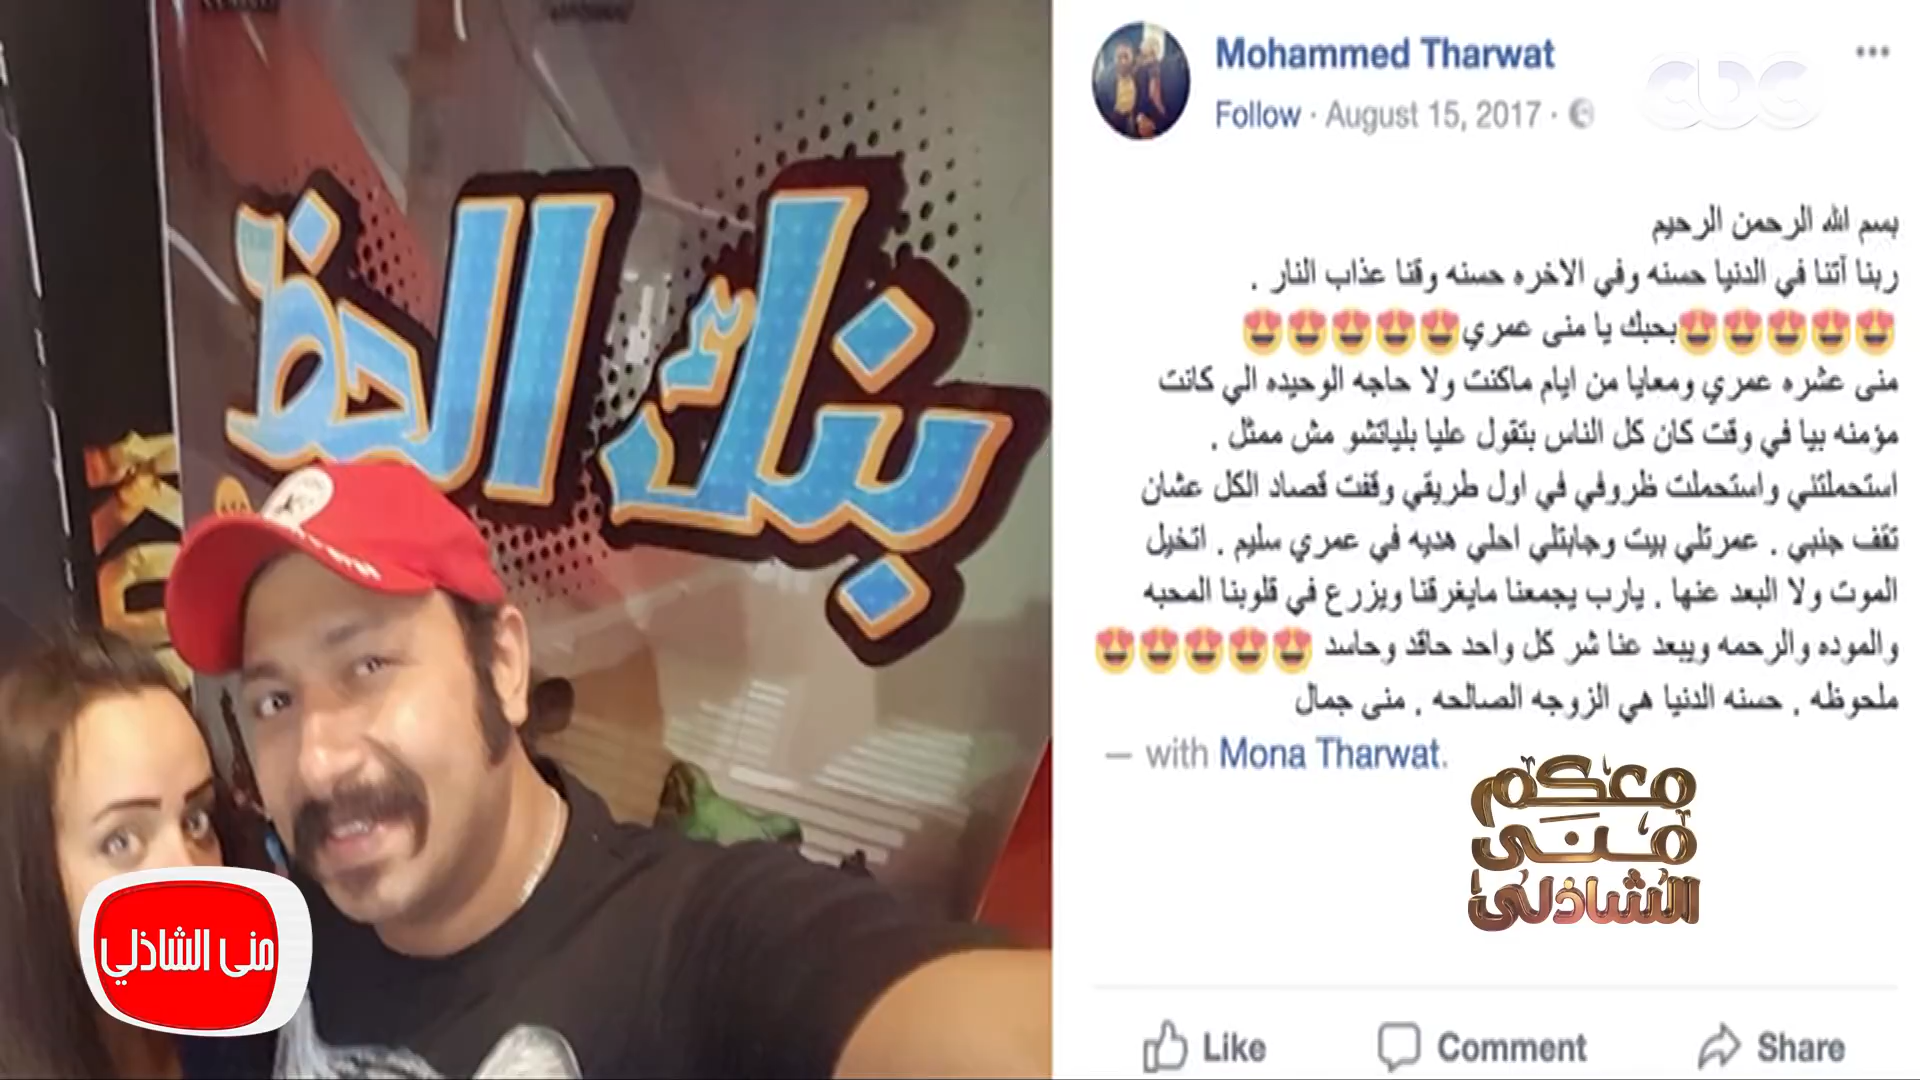 بنك الحظ
منى الشاذلي
Mohammed Tharwat
Follow · August 15, 2017 ·
cbc
بسم الله الرحمن الرحيم
ربنا آتنا في الدنيا حسنه وفي الاخره حسنه وقنا عذاب النار .
😍😍😍😍😍بحبك يا منى عمري😍😍😍😍😍
منى عشره عمري ومعايا من ايام ماكنت ولا حاجه الوحيده الي كانت
مؤمنه بيا في وقت كان كل الناس بتقول عليا بلياتشو مش ممثل .
استحملتني واستحملت ظروفي في اول طريقي وقفت قصاد الكل عشان
تقف جنبي . عمرتلي بيت وجابتلي احلي هديه في عمري سليم . اتخيل
الموت ولا البعد عنها . يارب يجمعنا مايفرقنا ويزرع في قلوبنا المحبه
والموده والرحمه ويبعد عنا شر كل واحد حاقد وحاسد 😍😍😍😍😍
ملحوظه . حسنه الدنيا هي الزوجه الصالحه . منى جمال
— with Mona Tharwat.
معكم
منى
الشاذلي
Like Comment Share